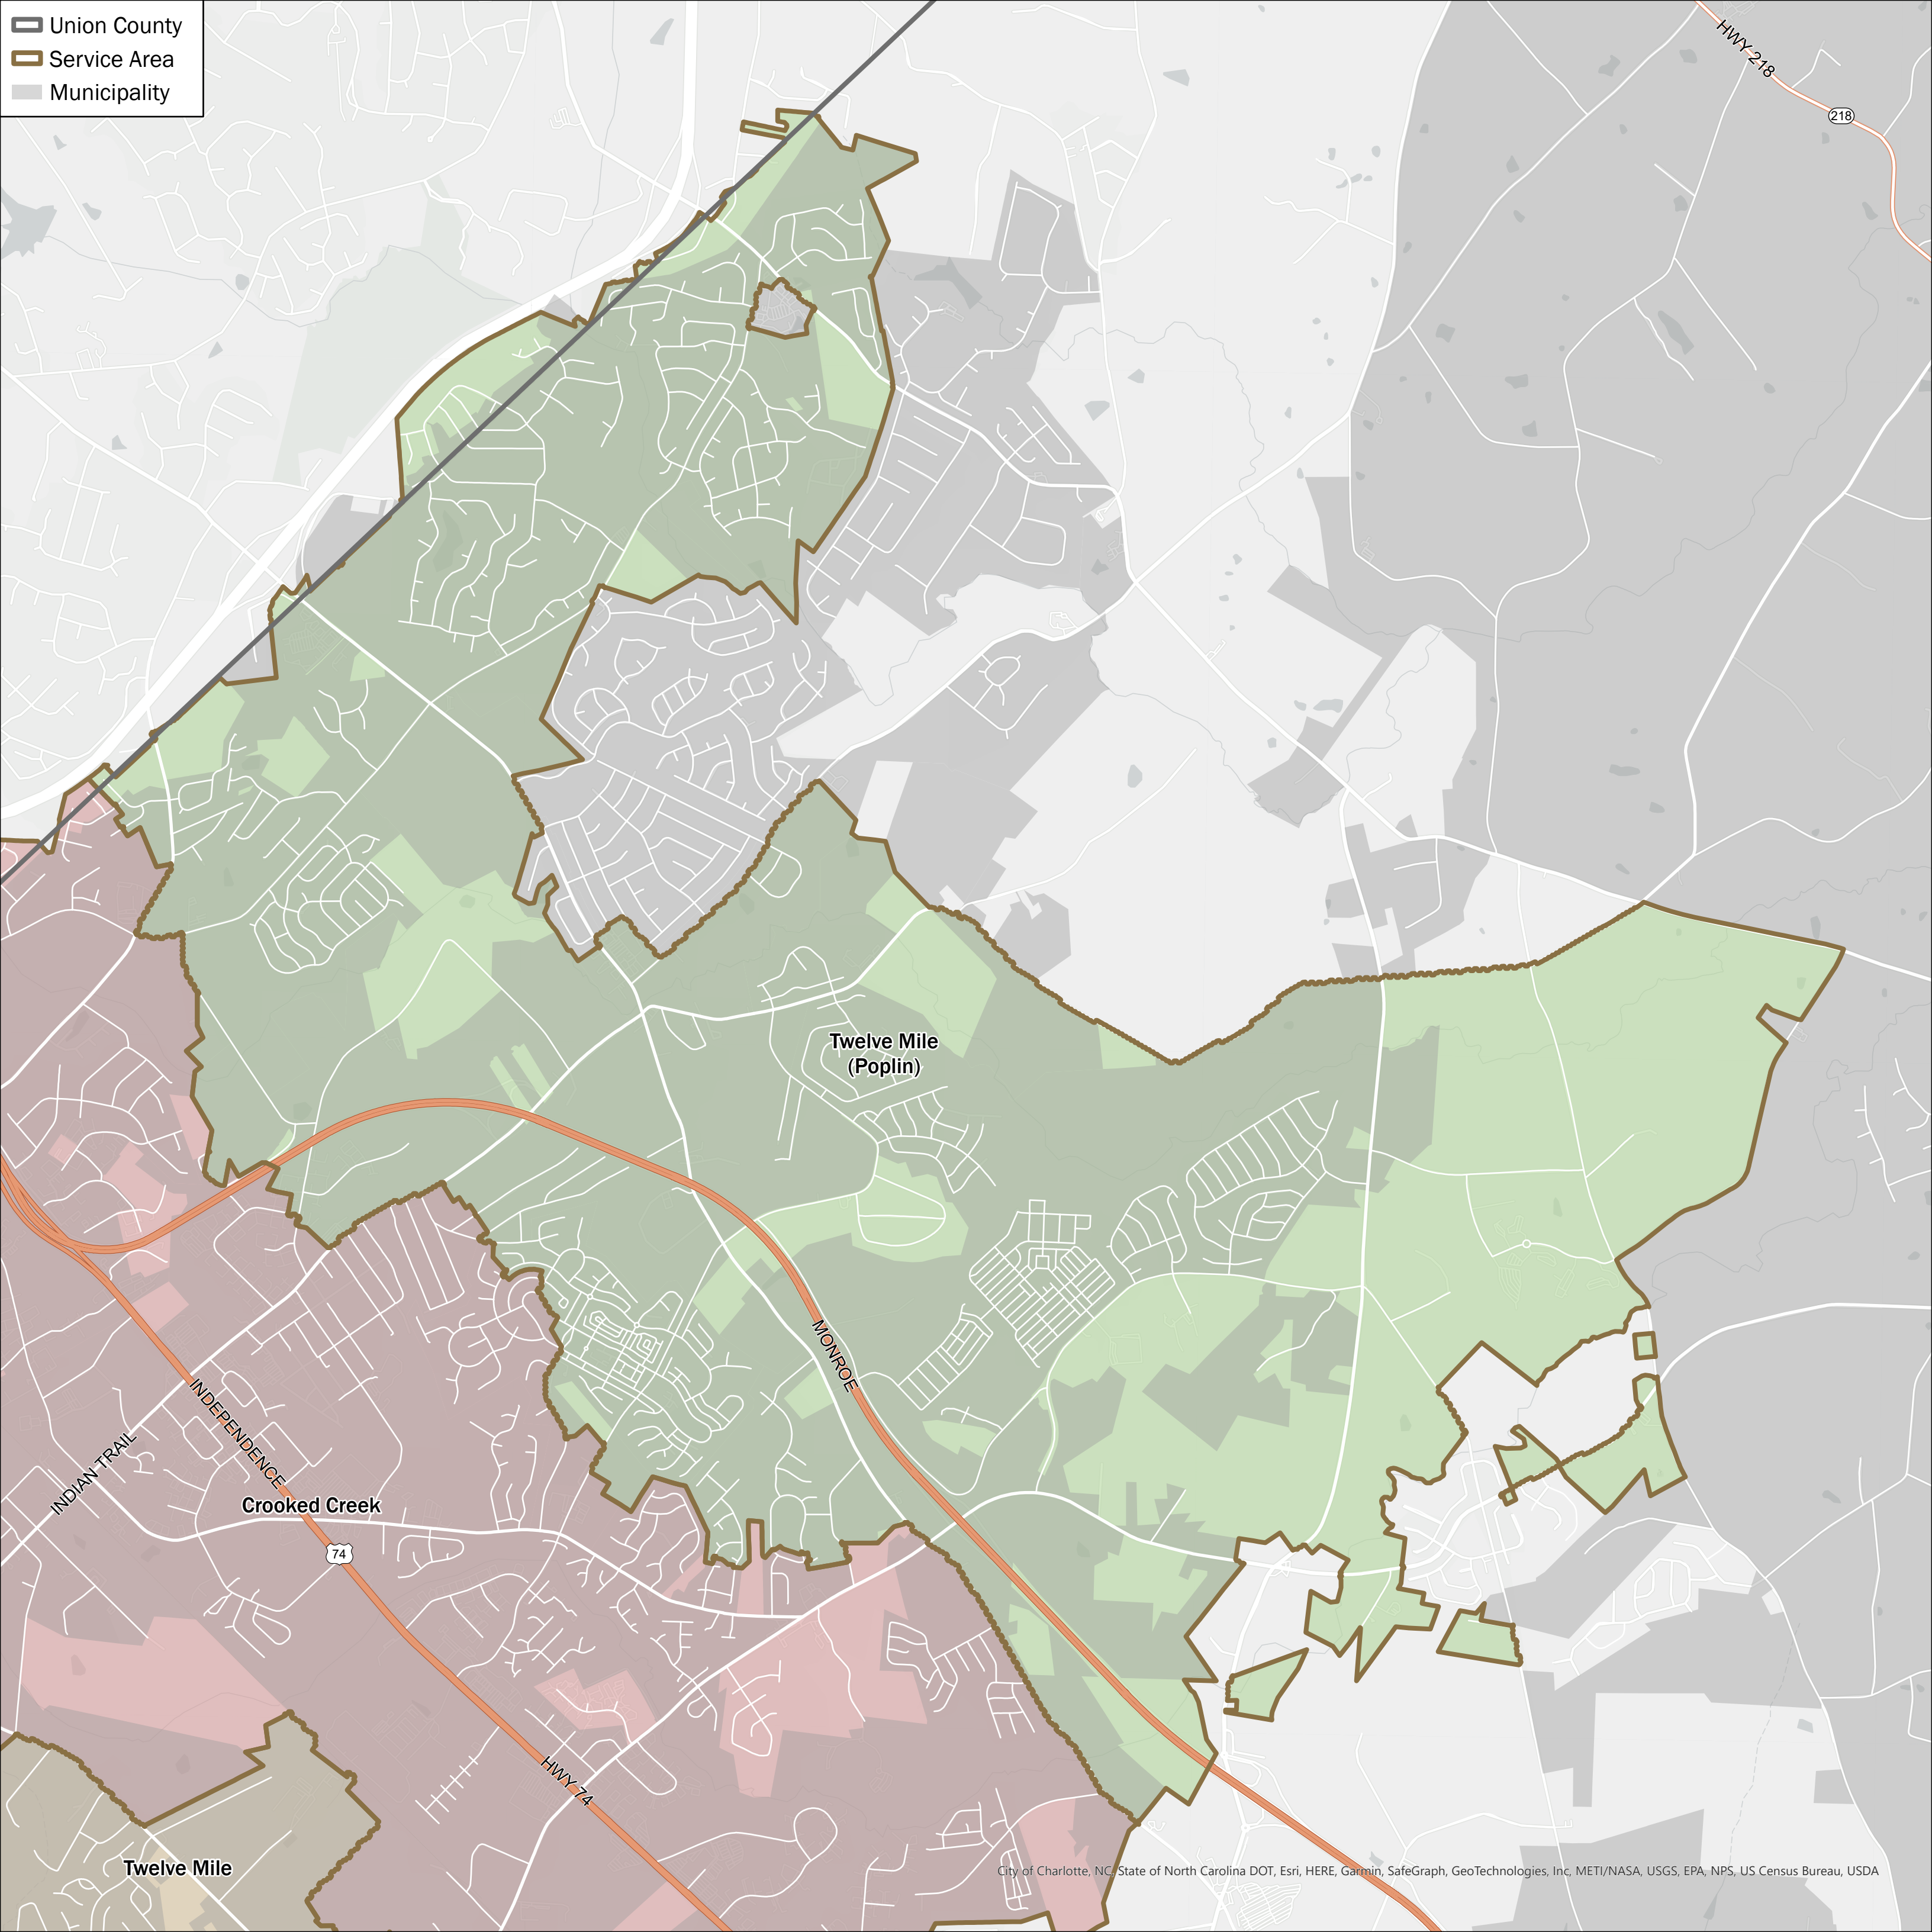 Union County
Service Area
Municipality
HWY 218
218
Twelve Mile
(Poplin)
MONROE
INDEPENDENCE
INDIAN TRAIL
Crooked Creek
74
HWY 74
Twelve Mile
City of Charlotte, NC, State of North Carolina DOT, Esri, HERE, Garmin, SafeGraph, GeoTechnologies, Inc, METI/NASA, USGS, EPA, NPS, US Census Bureau, USDA